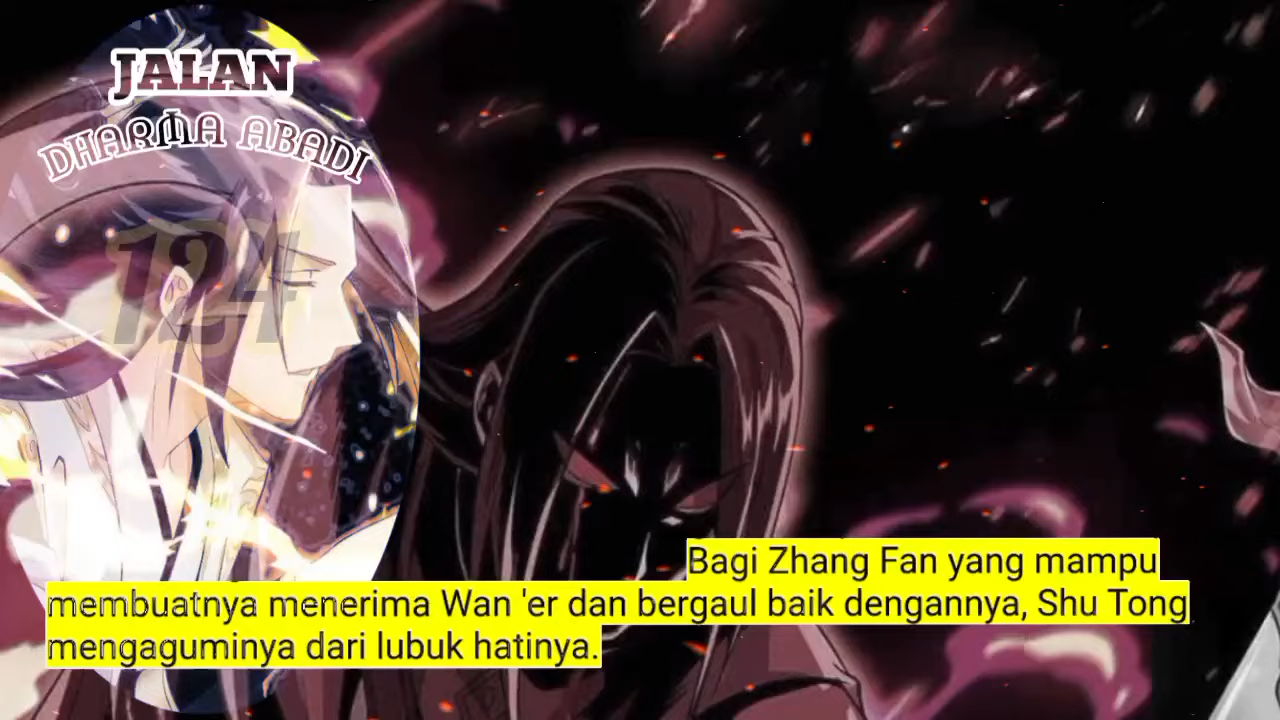 JALAN
DHARMA ABADI
124
Bagi Zhang Fan yang mampu
membuatnya menerima Wan 'er dan bergaul baik dengannya, Shu Tong
mengaguminya dari lubuk hatinya.